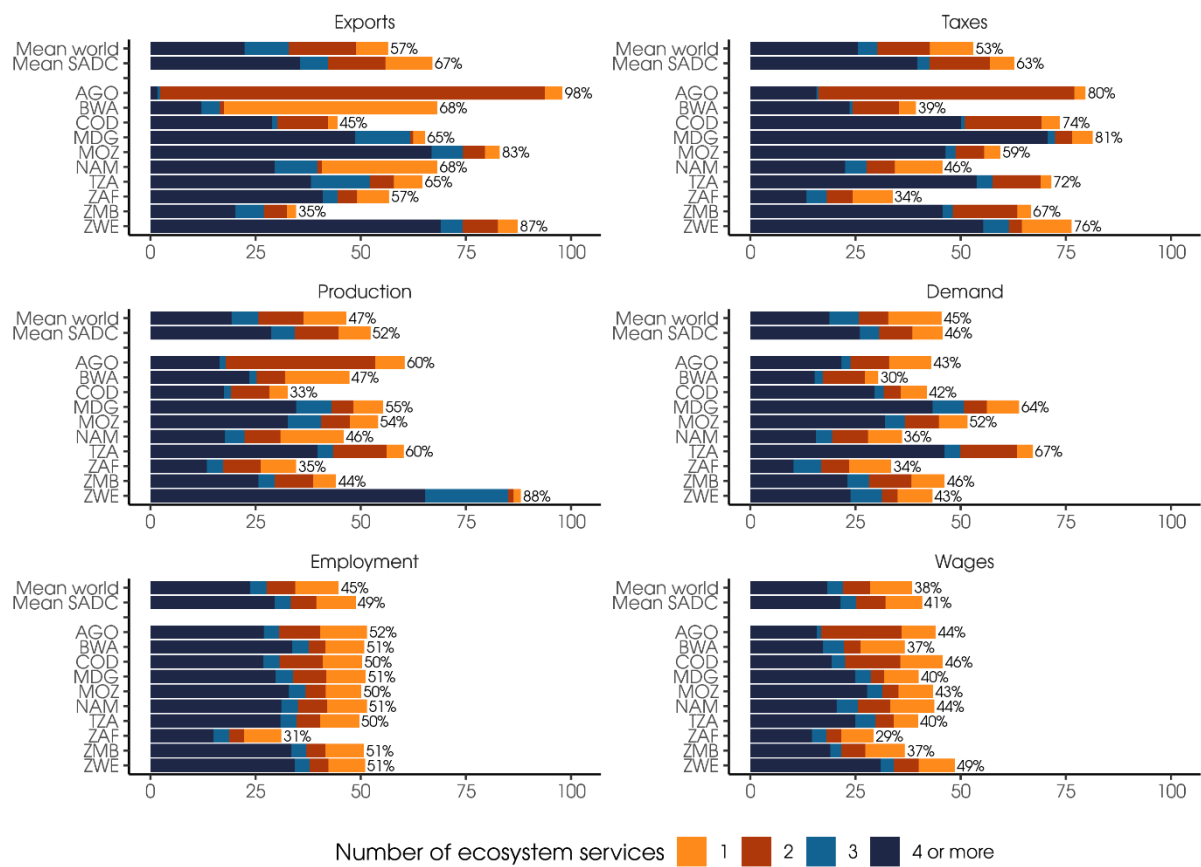 Exports
Mean world 57%
Mean SADC 67%
AGO 98%
BWA 68%
COD 45%
MDG 65%
MOZ 83%
NAM 68%
TZA 65%
ZAF 57%
ZMB 35%
ZWE 87%
0 25 50 75 100
Taxes
Mean world 53%
Mean SADC 63%
AGO 80%
BWA 39%
COD 74%
MDG 81%
MOZ 59%
NAM 46%
TZA 72%
ZAF 34%
ZMB 67%
ZWE 76%
0 25 50 75 100
Production
Mean world 47%
Mean SADC 52%
AGO 60%
BWA 47%
COD 33%
MDG 55%
MOZ 54%
NAM 46%
TZA 60%
ZAF 35%
ZMB 44%
ZWE 88%
0 25 50 75 100
Demand
Mean world 45%
Mean SADC 46%
AGO 43%
BWA 30%
COD 42%
MDG 64%
MOZ 52%
NAM 36%
TZA 67%
ZAF 34%
ZMB 46%
ZWE 43%
0 25 50 75 100
Employment
Mean world 45%
Mean SADC 49%
AGO 52%
BWA 51%
COD 50%
MDG 51%
MOZ 50%
NAM 51%
TZA 50%
ZAF 31%
ZMB 51%
ZWE 51%
0 25 50 75 100
Wages
Mean world 38%
Mean SADC 41%
AGO 44%
BWA 37%
COD 46%
MDG 40%
MOZ 43%
NAM 44%
TZA 40%
ZAF 29%
ZMB 37%
ZWE 49%
0 25 50 75 100
Number of ecosystem services 1 2 3 4 or more